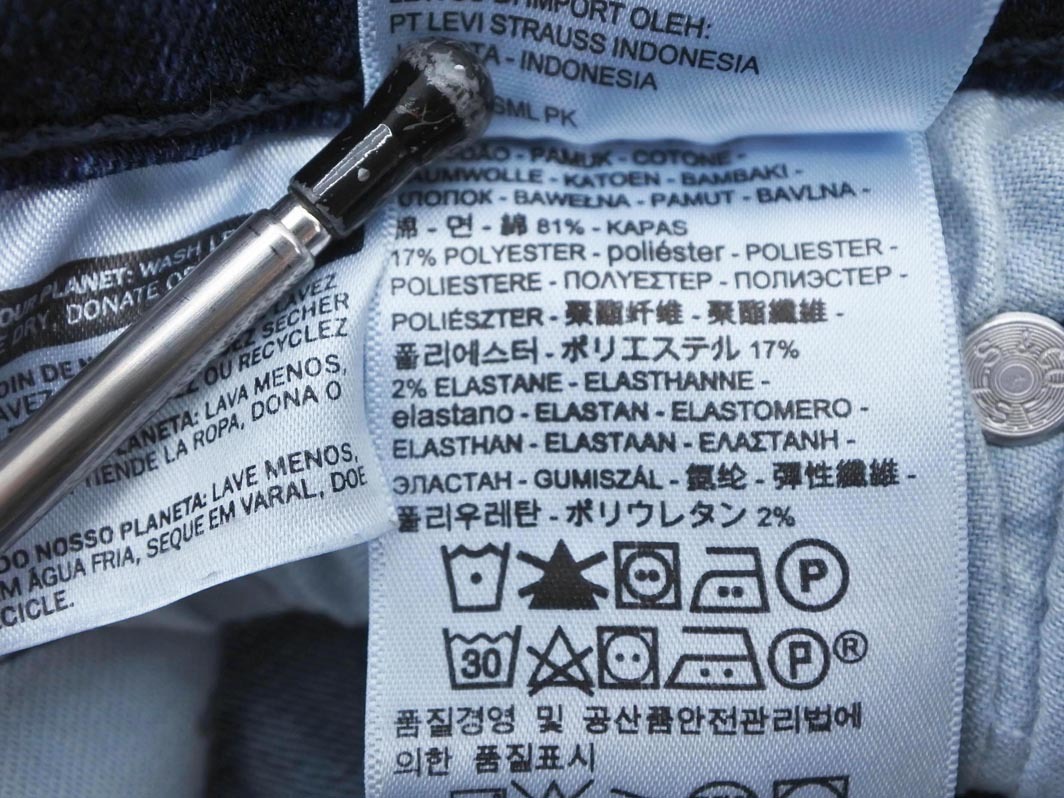 IMPORT OLEH:
PT LEVI STRAUSS INDONESIA
- INDONESIA
SML PK
PLANET: WASH
DRY, DONATE
LAVEZ
SECHER
OU RECYCLEZ
PLANETA: LAVA MENOS,
TIENDE LA ROPA, DONA O
DO NOSSO PLANETA: LAVE MENOS,
EM ÁGUA FRIA, SEQUE EM VARAL, DOE
CICLE.
- PAMUK - COTONE -
- KATOEN - BAMBAKI -
- BAWEŁNA - PAMUT - BAVLNA -
- 면 - 綿 81% - KAPAS
17% POLYESTER - poliéster - POLIESTER -
POLIESTERE - ΠΟΛΥΕΣΤΕΡ - ПОЛИЭСТЕР -
POLIÉSZTER - 聚酯纤维 - 聚酯纖維 -
폴리에스터 - ポリエステル 17%
2% ELASTANE - ELASTHANNE -
elastano - ELASTAN - ELASTOMERO -
ELASTHAN - ELASTAAN - ΕΛΑΣΤΑΝΗ -
ЭЛАСТАН - GUMISZÁL - 氨纶 - 彈性纖維 -
폴리우레탄 - ポリウレタン 2%
P
30 P ®
품질경영 및 공산품안전관리법에
의한 품질표시